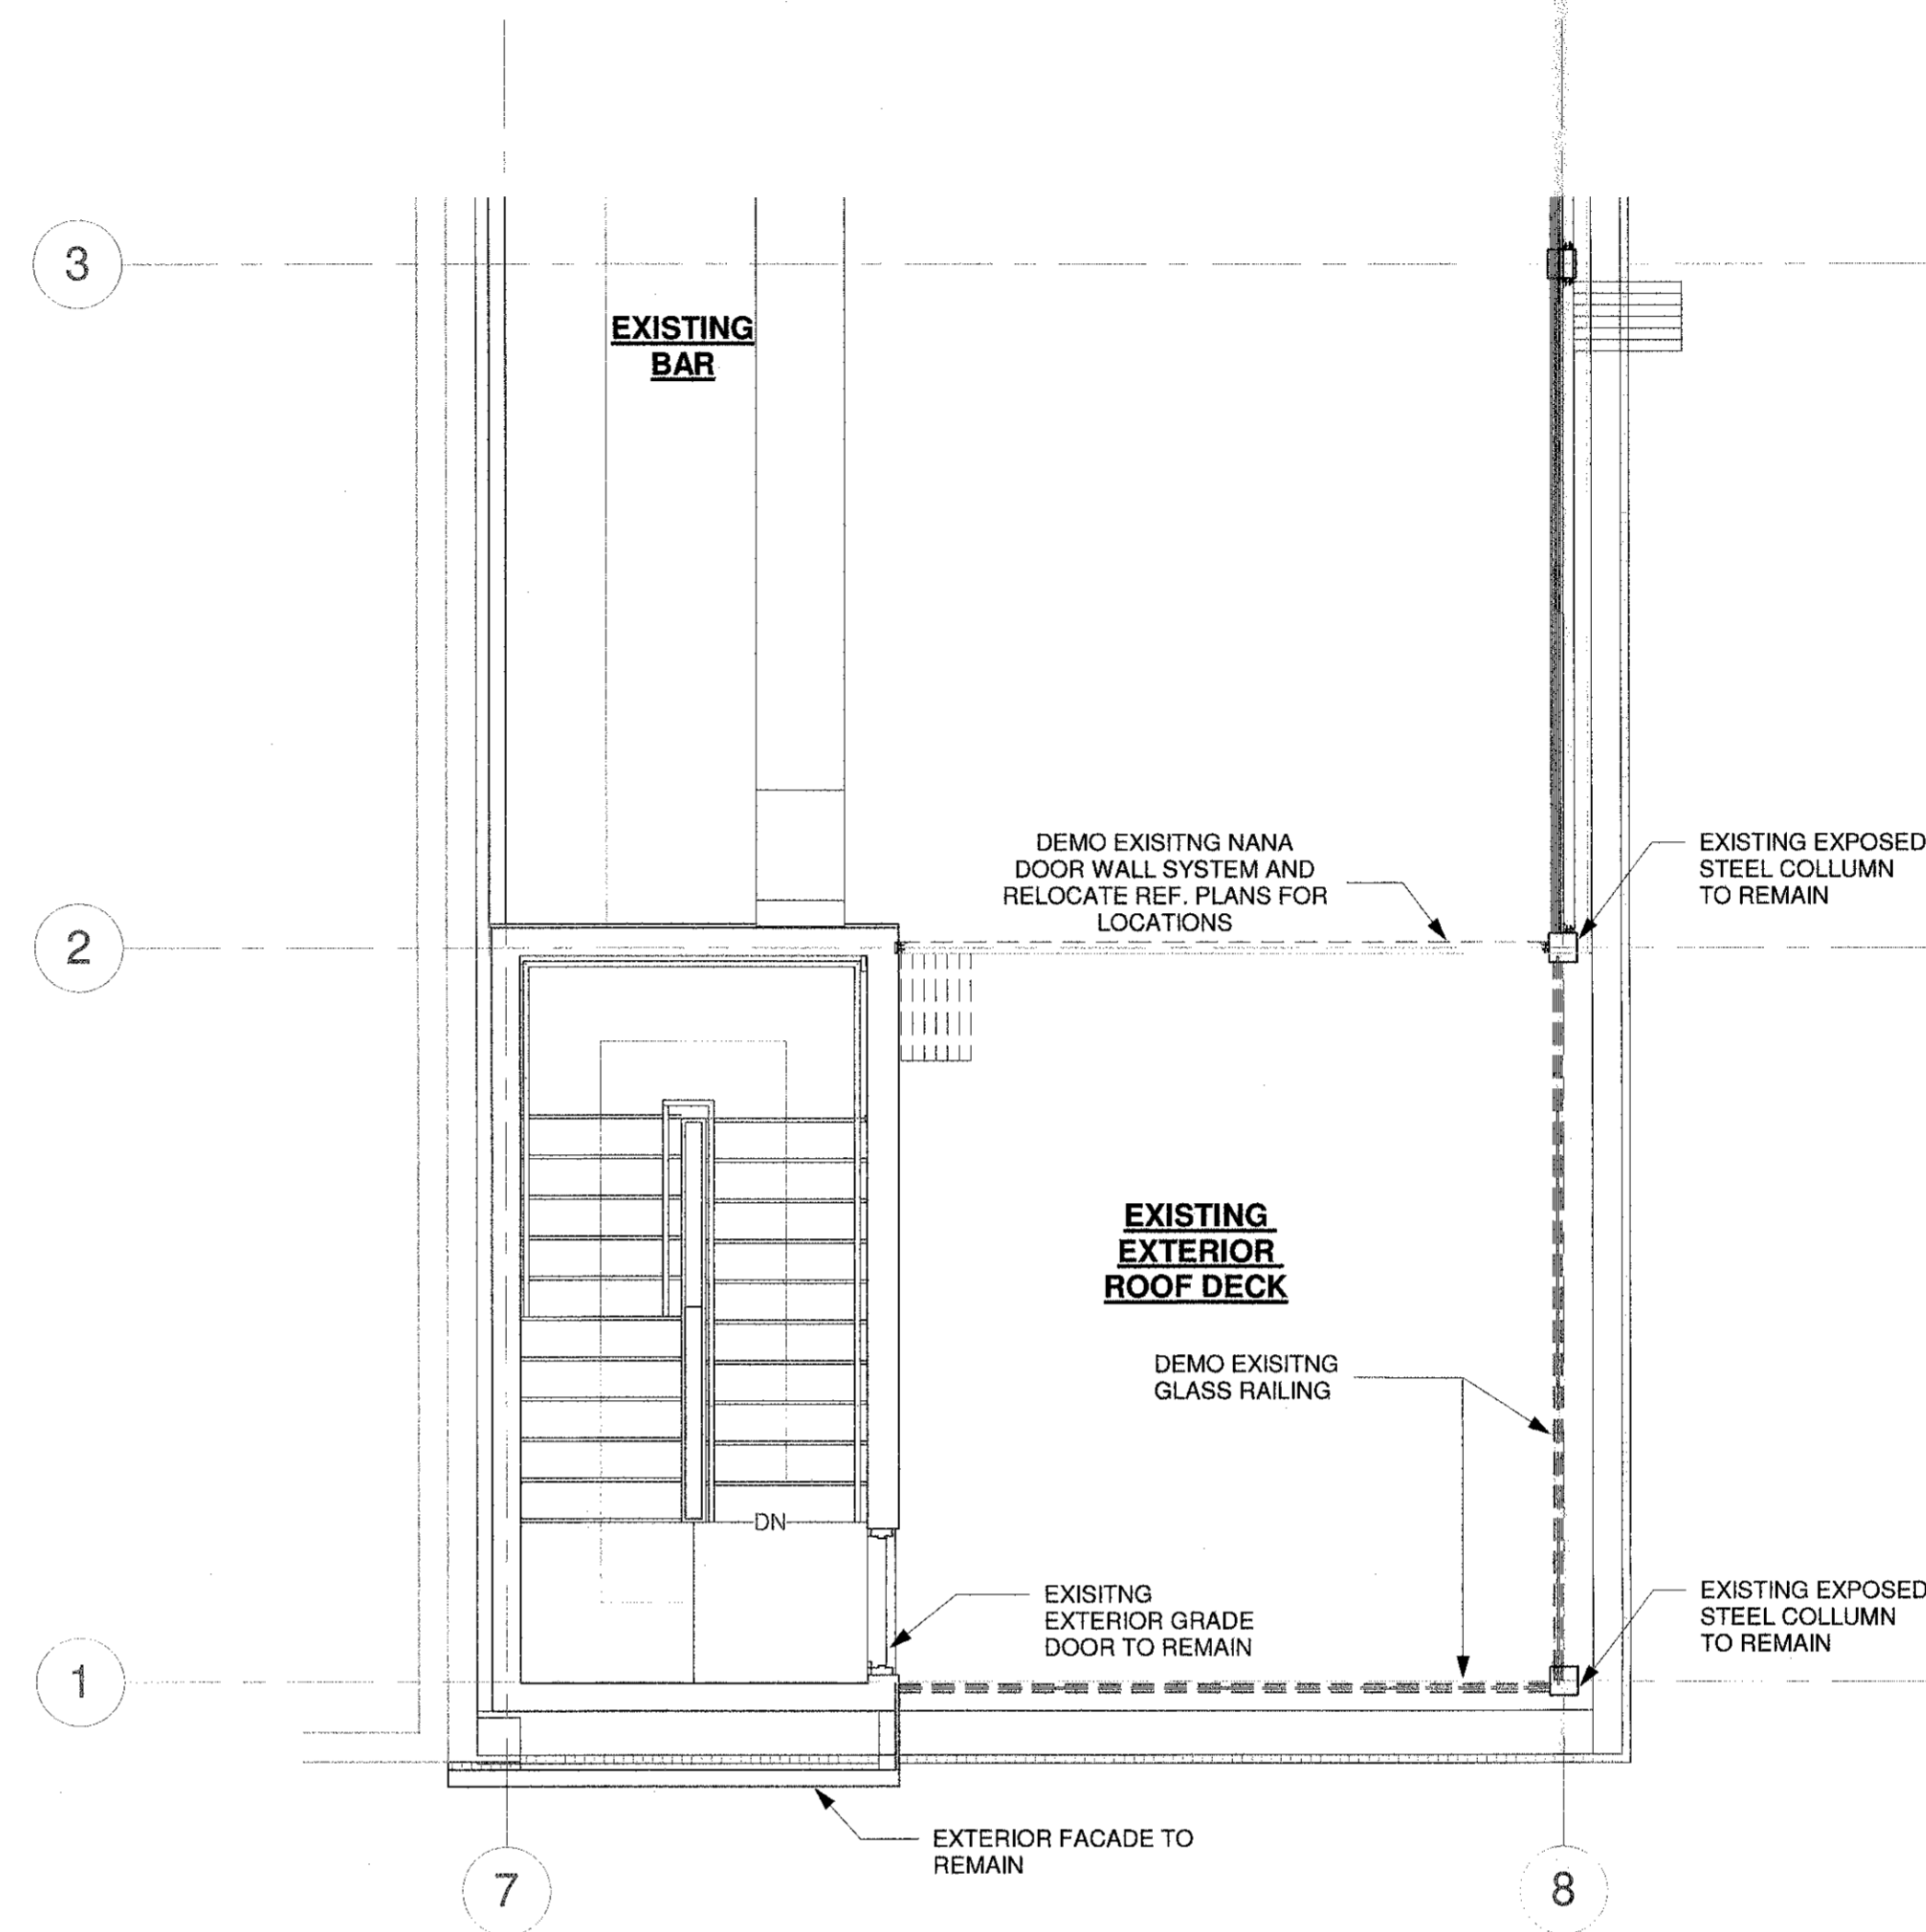 3
EXISTING
BAR
DEMO EXISITNG NANA
DOOR WALL SYSTEM AND
RELOCATE REF. PLANS FOR
LOCATIONS
EXISTING EXPOSED
STEEL COLLUMN
TO REMAIN
2
EXISTING
EXTERIOR
ROOF DECK
DEMO EXISITNG
GLASS RAILING
DN
EXISITNG
EXTERIOR GRADE
DOOR TO REMAIN
EXISTING EXPOSED
STEEL COLLUMN
TO REMAIN
1
EXTERIOR FACADE TO
REMAIN
7
8